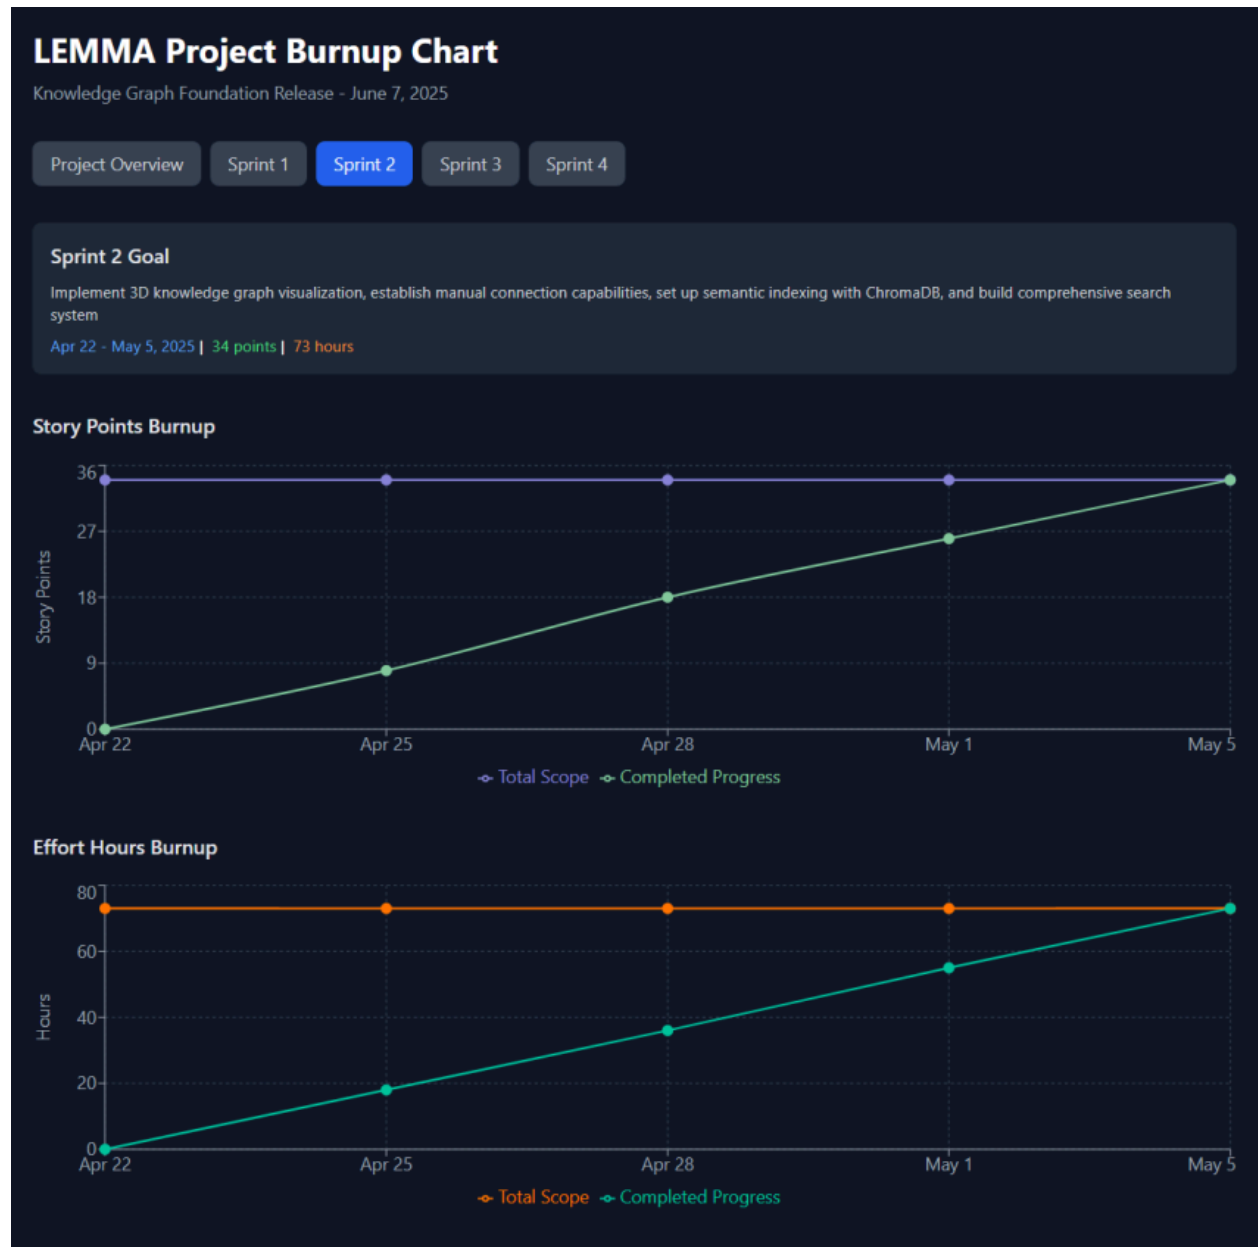 LEMMA Project Burnup Chart
Knowledge Graph Foundation Release - June 7, 2025
Project Overview
Sprint 1
Sprint 2
Sprint 3
Sprint 4
Sprint 2 Goal
Implement 3D knowledge graph visualization, establish manual connection capabilities, set up semantic indexing with ChromaDB, and build comprehensive search
system
Apr 22 - May 5, 2025 | 34 points | 73 hours
Story Points Burnup
36
27
18
9
0
Story Points
Apr 22
Apr 25
Apr 28
May 1
May 5
Total Scope
Completed Progress
Effort Hours Burnup
80
60
40
20
0
Hours
Apr 22
Apr 25
Apr 28
May 1
May 5
Total Scope
Completed Progress